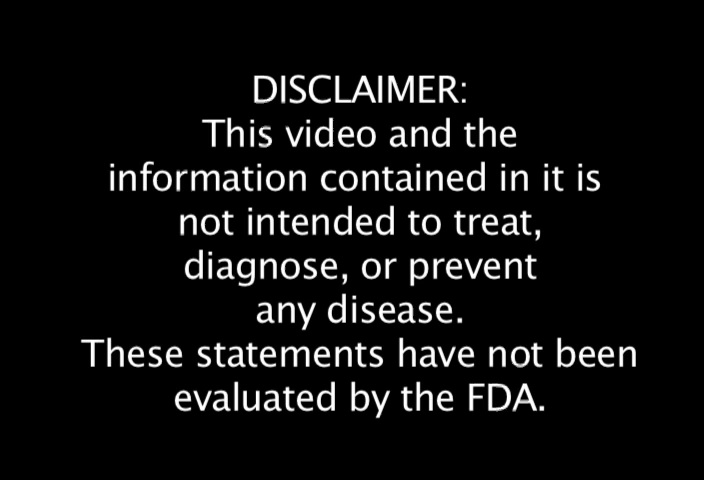 DISCLAIMER:
This video and the
information contained in it is
not intended to treat,
diagnose, or prevent
any disease.
These statements have not been
evaluated by the FDA.